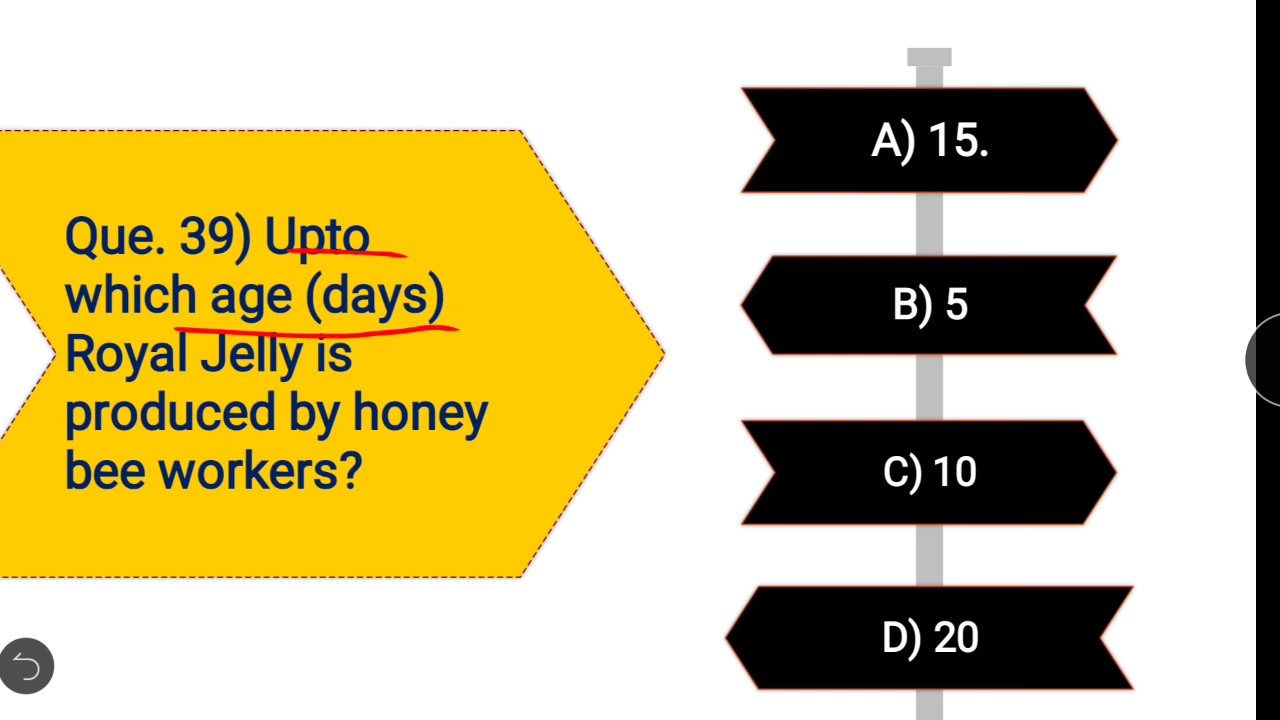 Que. 39) Upto
which age (days)
Royal Jelly is
produced by honey
bee workers?
A) 15.
B) 5
C) 10
D) 20